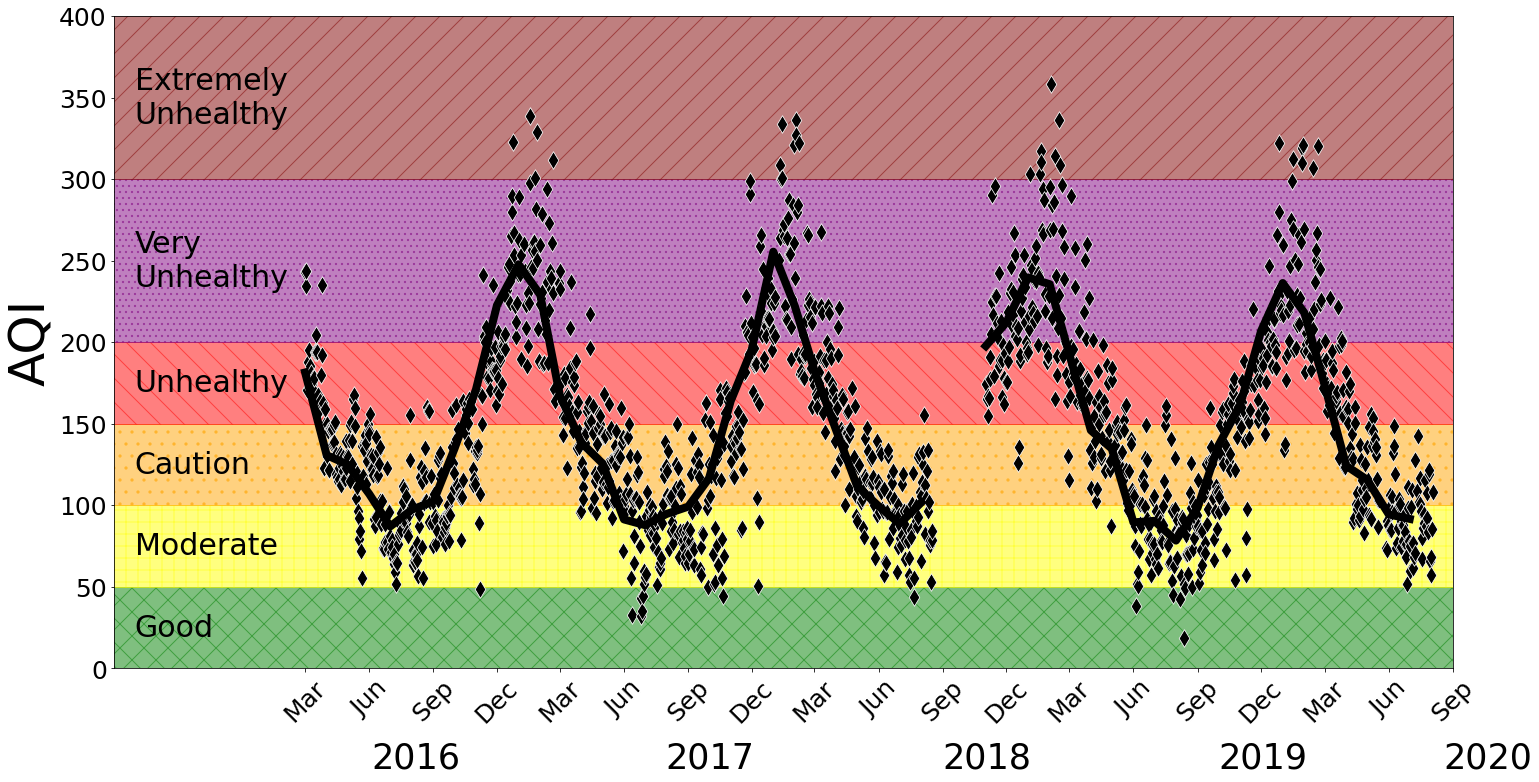 400
350
300
250
200
150
100
50
0
AQI
Extremely
Unhealthy
Very
Unhealthy
Unhealthy
Caution
Moderate
Good
Mar Jun Sep Dec Mar Jun Sep Dec Mar Jun Sep Dec Mar Jun Sep Dec Mar Jun Sep
2016 2017 2018 2019 2020